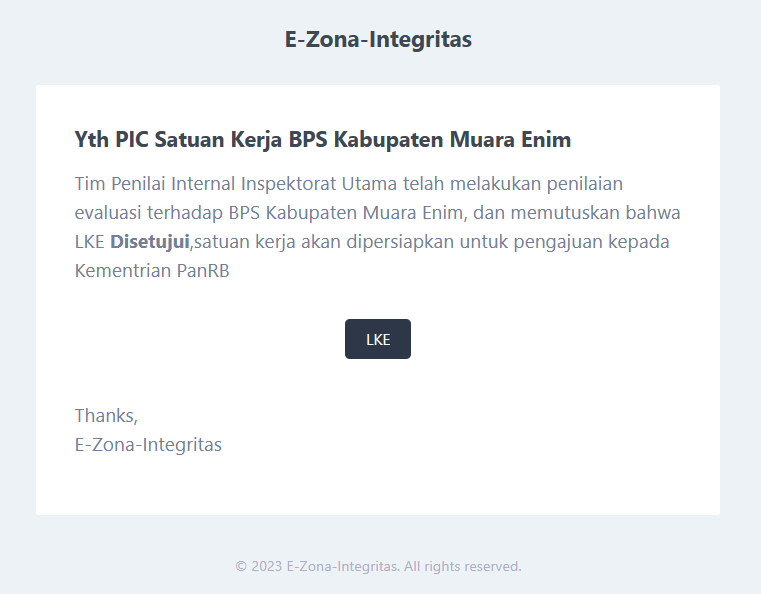 E-Zona-Integritas
Yth PIC Satuan Kerja BPS Kabupaten Muara Enim
Tim Penilai Internal Inspektorat Utama telah melakukan penilaian
evaluasi terhadap BPS Kabupaten Muara Enim, dan memutuskan bahwa
LKE Disetujui,satuan kerja akan dipersiapkan untuk pengajuan kepada
Kementrian PanRB
LKE
Thanks,
E-Zona-Integritas
© 2023 E-Zona-Integritas. All rights reserved.